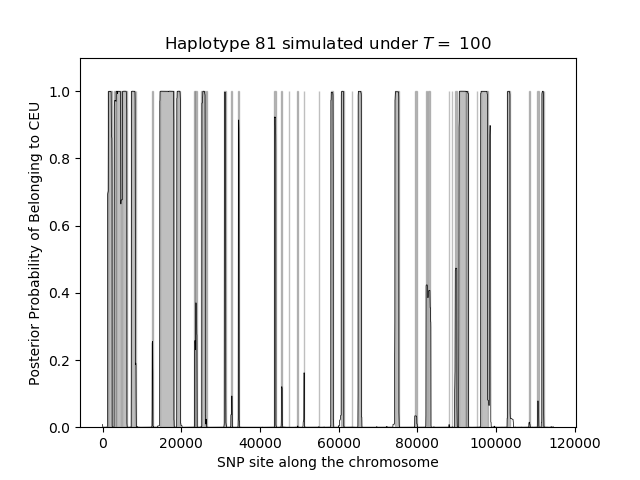 Haplotype 81 simulated under T = 100
Posterior Probability of Belonging to CEU
1.0
0.8
0.6
0.4
0.2
0.0
0 20000 40000 60000 80000 100000 120000
SNP site along the chromosome